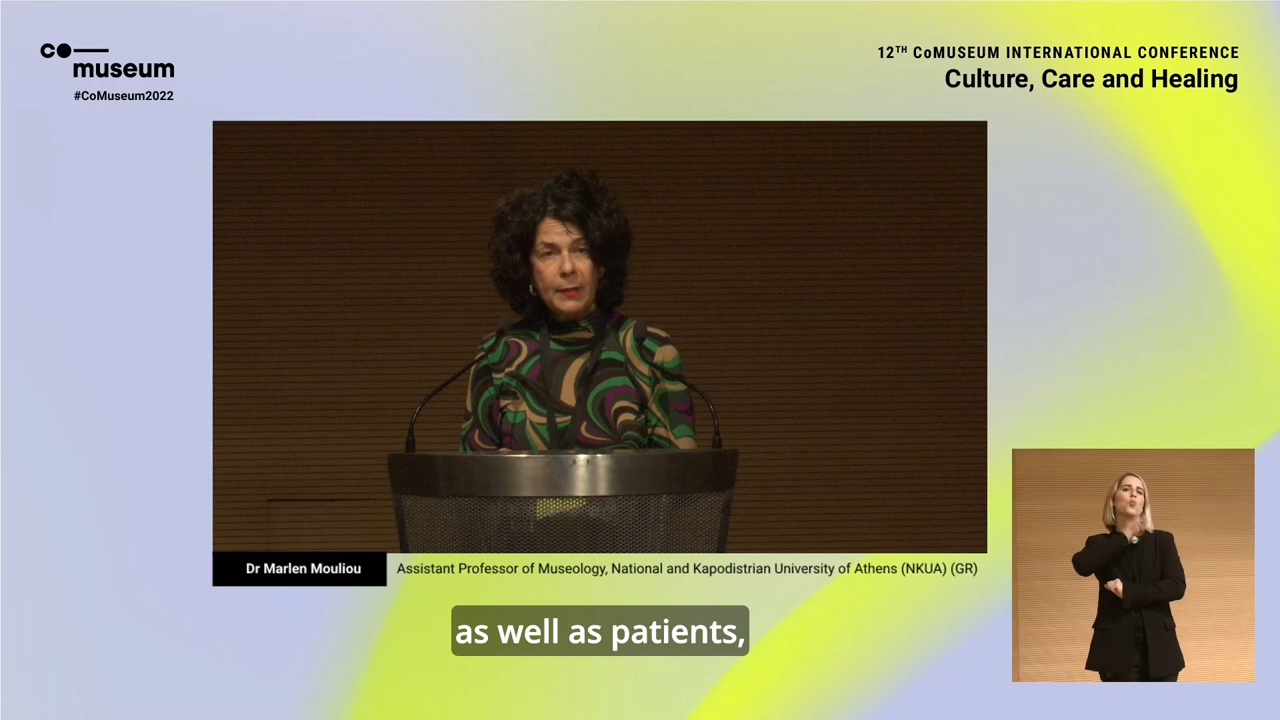 co museum
#CoMuseum2022
12TH CoMUSEUM INTERNATIONAL CONFERENCE
Culture, Care and Healing
Dr Marlen Mouliou
Assistant Professor of Museology, National and Kapodistrian University of Athens (NKUA) (GR)
as well as patients,